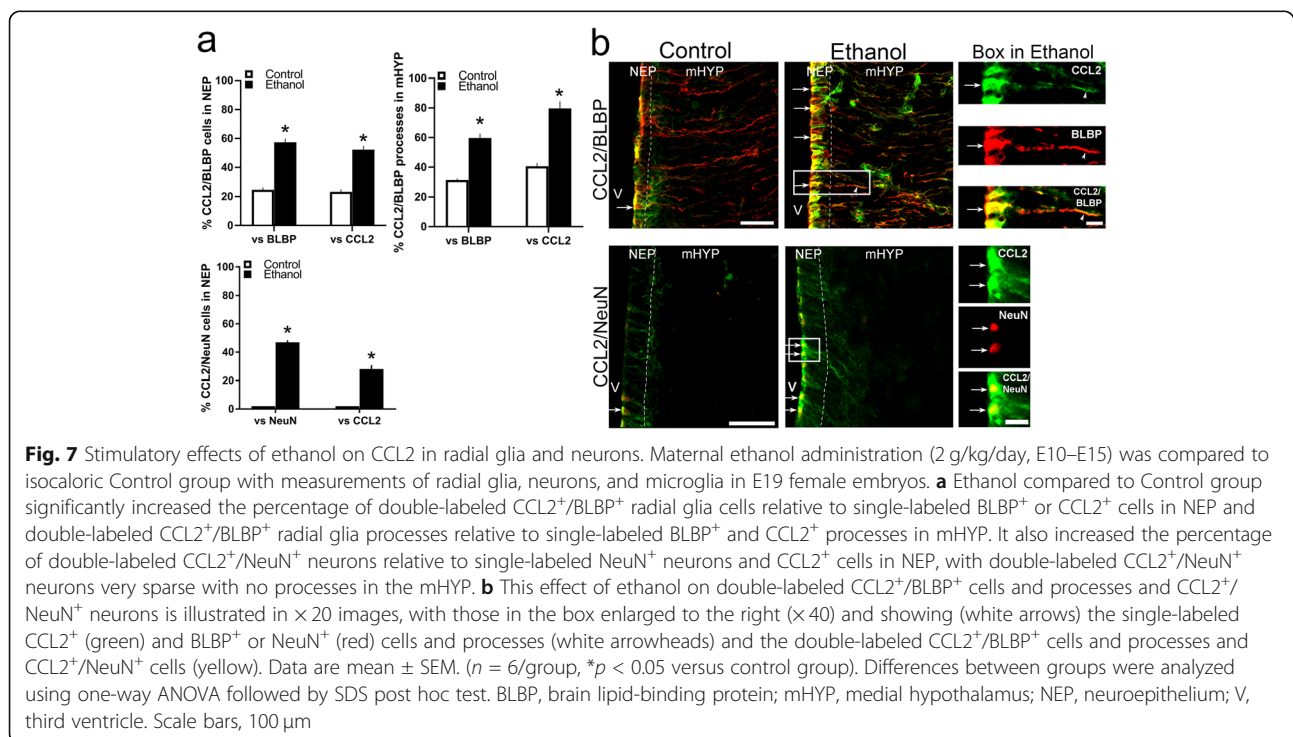 a
Control
Ethanol
% CCL2/BLBP cells in NEP
100
80
60
40
20
0
*
*
vs BLBP
vs CCL2
Control
Ethanol
% CCL2/BLBP processes in mHYP
100
80
60
40
20
0
*
*
vs BLBP
vs CCL2
Control
Ethanol
% CCL2/NeuN cells in NEP
100
80
60
40
20
0
*
*
vs NeuN
vs CCL2
b
Control
Ethanol
Box in Ethanol
CCL2/BLBP
NEP mHYP
V
NEP mHYP
V
CCL2
BLBP
CCL2/
BLBP
CCL2/NeuN
NEP mHYP
V
NEP mHYP
V
CCL2
NeuN
CCL2/
NeuN
Fig. 7 Stimulatory effects of ethanol on CCL2 in radial glia and neurons. Maternal ethanol administration (2 g/kg/day, E10–E15) was compared to
isocaloric Control group with measurements of radial glia, neurons, and microglia in E19 female embryos. a Ethanol compared to Control group
significantly increased the percentage of double-labeled CCL2⁺/BLBP⁺ radial glia cells relative to single-labeled BLBP⁺ or CCL2⁺ cells in NEP and
double-labeled CCL2⁺/BLBP⁺ radial glia processes relative to single-labeled BLBP⁺ and CCL2⁺ processes in mHYP. It also increased the percentage
of double-labeled CCL2⁺/NeuN⁺ neurons relative to single-labeled NeuN⁺ neurons and CCL2⁺ cells in NEP, with double-labeled CCL2⁺/NeuN⁺
neurons very sparse with no processes in the mHYP. b This effect of ethanol on double-labeled CCL2⁺/BLBP⁺ cells and processes and CCL2⁺/
NeuN⁺ neurons is illustrated in × 20 images, with those in the box enlarged to the right (× 40) and showing (white arrows) the single-labeled
CCL2⁺ (green) and BLBP⁺ or NeuN⁺ (red) cells and processes (white arrowheads) and the double-labeled CCL2⁺/BLBP⁺ cells and processes and
CCL2⁺/NeuN⁺ cells (yellow). Data are mean ± SEM. (n = 6/group, *p < 0.05 versus control group). Differences between groups were analyzed
using one-way ANOVA followed by SDS post hoc test. BLBP, brain lipid-binding protein; mHYP, medial hypothalamus; NEP, neuroepithelium; V,
third ventricle. Scale bars, 100 μm